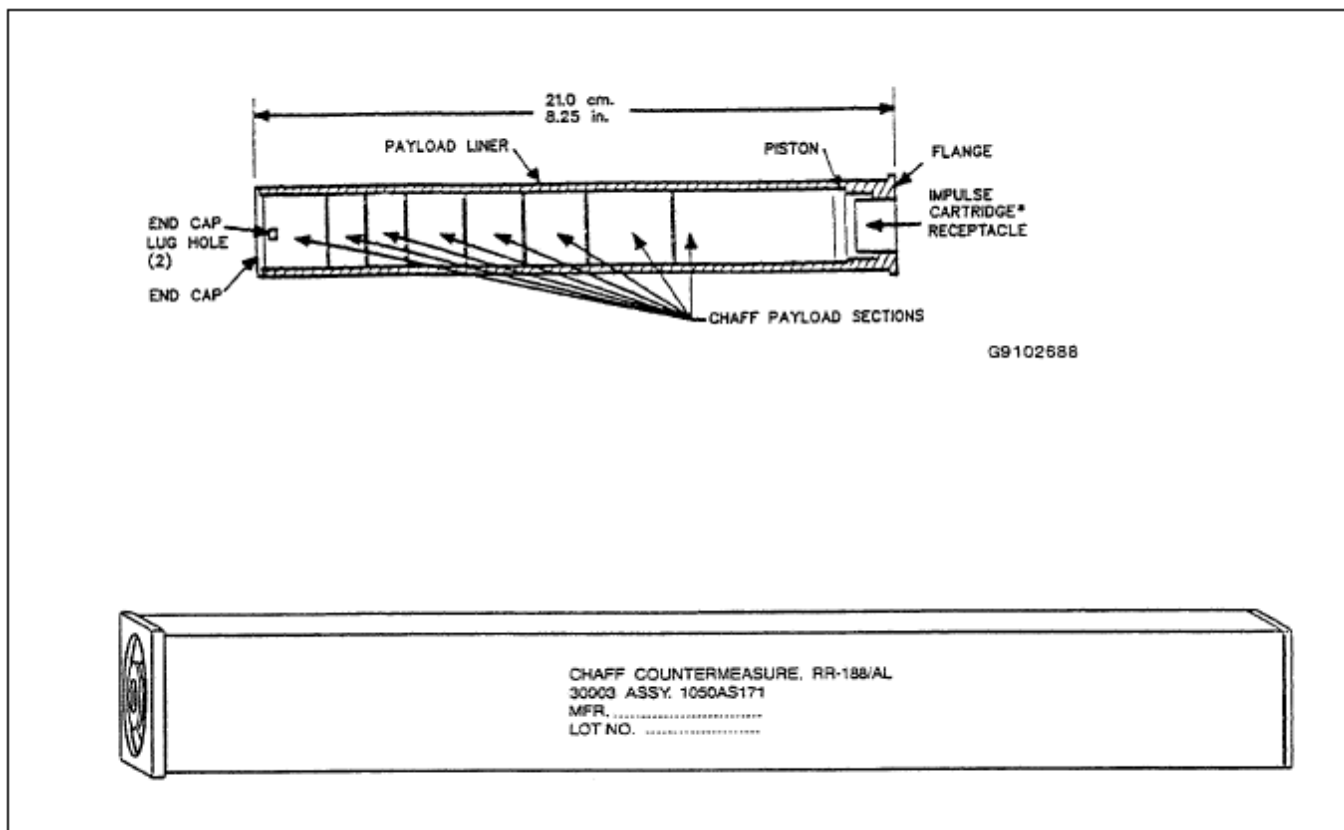 21.0 cm.
8.25 in.
PAYLOAD LINER
PISTON
FLANGE
IMPULSE
CARTRIDGE*
RECEPTACLE
END CAP
LUG HOLE
(2)
END CAP
CHAFF PAYLOAD SECTIONS
G9102688
CHAFF COUNTERMEASURE, RR-188/AL
30003 ASSY. 1050AS171
MFR. ..............................
LOT NO. .......................